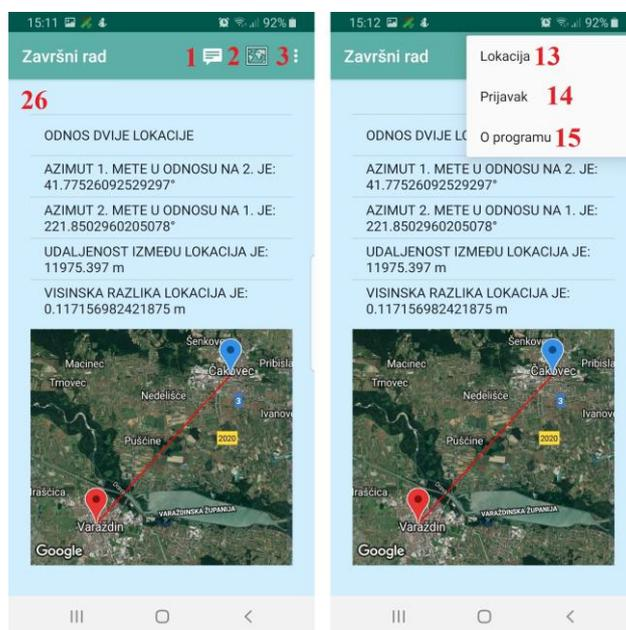 15:11
92%
Završni rad
1
2
3
26
ODNOS DVIJE LOKACIJE
AZIMUT 1. METE U ODNOSU NA 2. JE:
41.77526092529297°
AZIMUT 2. METE U ODNOSU NA 1. JE:
221.8502960205078°
UDALJENOST IZMEĐU LOKACIJA JE:
11975.397 m
VISINSKA RAZLIKA LOKACIJA JE:
0.117156982421875 m
Šenkovec
Macinec
Čakovec
Pribisla
Trnovec
Nedelišće
3
Ivanov
Pušćine
2020
Iraščica
VARAŽDINSKA ŽUPANIJA
Varaždin
Google
15:12
92%
Završni rad
Lokacija 13
Prijavak 14
O programu 15
ODNOS DVIJE LO
AZIMUT 1. METE U ODNOSU NA 2. JE:
41.77526092529297°
AZIMUT 2. METE U ODNOSU NA 1. JE:
221.8502960205078°
UDALJENOST IZMEĐU LOKACIJA JE:
11975.397 m
VISINSKA RAZLIKA LOKACIJA JE:
0.117156982421875 m
Šenkovec
Macinec
Čakovec
Pribisla
Trnovec
Nedelišće
3
Ivanov
Pušćine
2020
Iraščica
VARAŽDINSKA ŽUPANIJA
Varaždin
Google